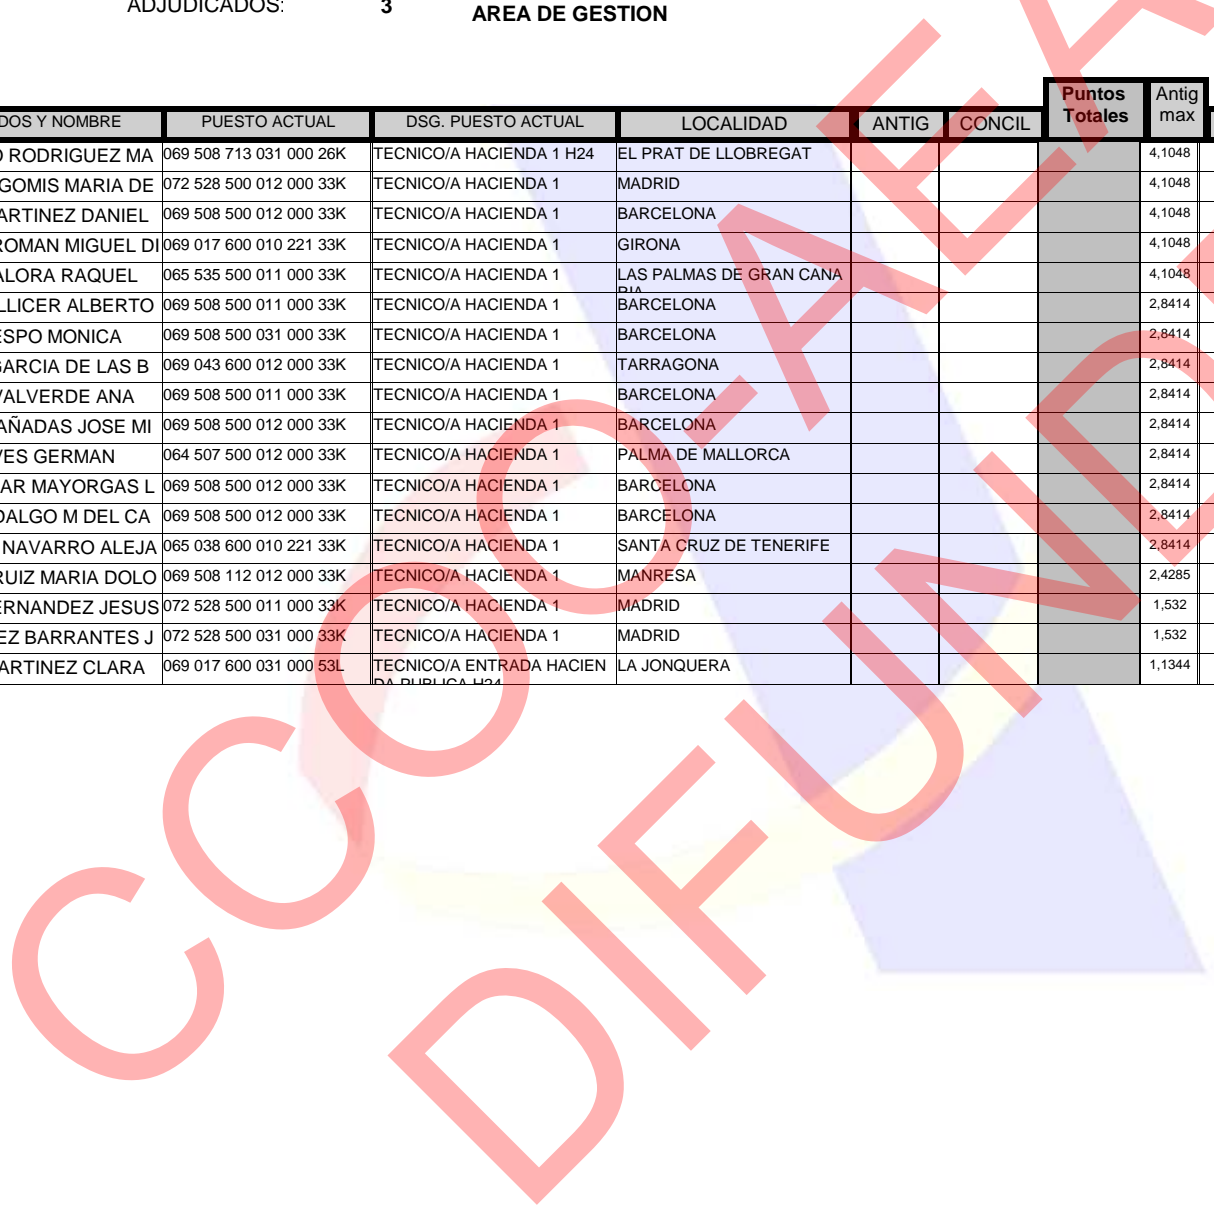 ADJUDICADOS: 3 AREA DE GESTION
DOS Y NOMBRE PUESTO ACTUAL DSG. PUESTO ACTUAL LOCALIDAD ANTIG CONCIL Puntos Totales Antig max
O RODRIGUEZ MA 069 508 713 031 000 26K TECNICO/A HACIENDA 1 H24 EL PRAT DE LLOBREGAT 4,1048
GOMIS MARIA DE 072 528 500 012 000 33K TECNICO/A HACIENDA 1 MADRID 4,1048
ARTINEZ DANIEL 069 508 500 012 000 33K TECNICO/A HACIENDA 1 BARCELONA 4,1048
ROMAN MIGUEL DI 069 017 600 010 221 33K TECNICO/A HACIENDA 1 GIRONA 4,1048
ALORA RAQUEL 065 535 500 011 000 33K TECNICO/A HACIENDA 1 LAS PALMAS DE GRAN CANA RIA 4,1048
LLICER ALBERTO 069 508 500 011 000 33K TECNICO/A HACIENDA 1 BARCELONA 2,8414
ESPO MONICA 069 508 500 031 000 33K TECNICO/A HACIENDA 1 BARCELONA 2,8414
GARCIA DE LAS B 069 043 600 012 000 33K TECNICO/A HACIENDA 1 TARRAGONA 2,8414
VALVERDE ANA 069 508 500 011 000 33K TECNICO/A HACIENDA 1 BARCELONA 2,8414
AÑADAS JOSE MI 069 508 500 012 000 33K TECNICO/A HACIENDA 1 BARCELONA 2,8414
VES GERMAN 064 507 500 012 000 33K TECNICO/A HACIENDA 1 PALMA DE MALLORCA 2,8414
AR MAYORGAS L 069 508 500 012 000 33K TECNICO/A HACIENDA 1 BARCELONA 2,8414
DALGO M DEL CA 069 508 500 012 000 33K TECNICO/A HACIENDA 1 BARCELONA 2,8414
NAVARRO ALEJA 065 038 600 010 221 33K TECNICO/A HACIENDA 1 SANTA CRUZ DE TENERIFE 2,8414
RUIZ MARIA DOLO 069 508 112 012 000 33K TECNICO/A HACIENDA 1 MANRESA 2,4285
ERNANDEZ JESUS 072 528 500 011 000 33K TECNICO/A HACIENDA 1 MADRID 1,532
EZ BARRANTES J 072 528 500 031 000 33K TECNICO/A HACIENDA 1 MADRID 1,532
ARTINEZ CLARA 069 017 600 031 000 53L TECNICO/A ENTRADA HACIEN DA PUBLICA H24 LA JONQUERA 1,1344
CCOO-AEA
DIFUND